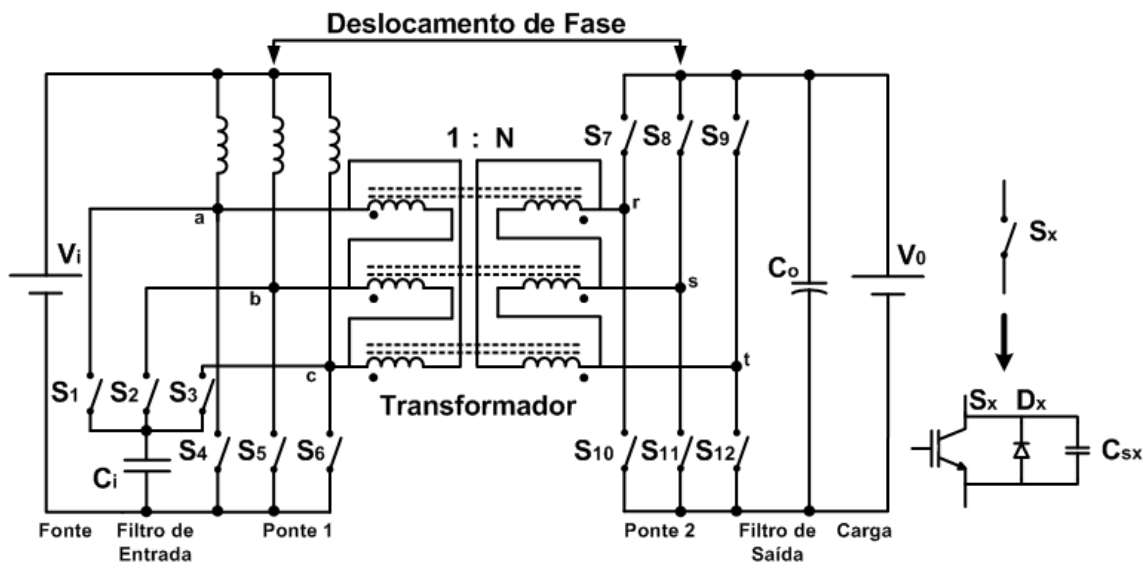 Deslocamento de Fase
1 : N
S7
S8
S9
a
r
Sx
Vi
b
s
Co
V0
c
t
S1
S2
S3
Transformador
Sx
Dx
Csx
Ci
S4
S5
S6
S10
S11
S12
Fonte
Filtro de
Entrada
Ponte 1
Ponte 2
Filtro de
Saída
Carga